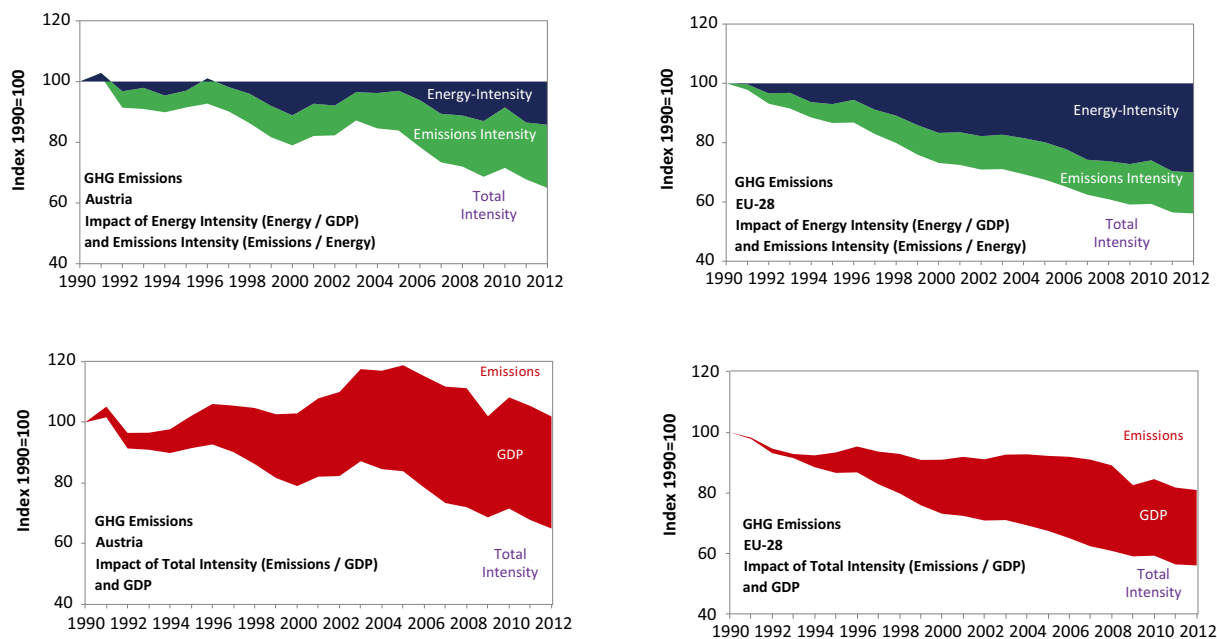 Index 1990=100
120
100
80
60
40
Energy-Intensity
Emissions Intensity
Total
Intensity
GHG Emissions
Austria
Impact of Energy Intensity (Energy / GDP)
and Emissions Intensity (Emissions / Energy)
1990 1992 1994 1996 1998 2000 2002 2004 2006 2008 2010 2012
Index 1990=100
120
100
80
60
40
Energy-Intensity
Emissions Intensity
Total
Intensity
GHG Emissions
EU-28
Impact of Energy Intensity (Energy / GDP)
and Emissions Intensity (Emissions / Energy)
1990 1992 1994 1996 1998 2000 2002 2004 2006 2008 2010 2012
Index 1990=100
120
100
80
60
40
Emissions
GDP
Total
Intensity
GHG Emissions
Austria
Impact of Total Intensity (Emissions / GDP)
and GDP
1990 1992 1994 1996 1998 2000 2002 2004 2006 2008 2010 2012
Index 1990=100
120
100
80
60
40
Emissions
GDP
Total
Intensity
GHG Emissions
EU-28
Impact of Total Intensity (Emissions / GDP)
and GDP
1990 1992 1994 1996 1998 2000 2002 2004 2006 2008 2010 2012